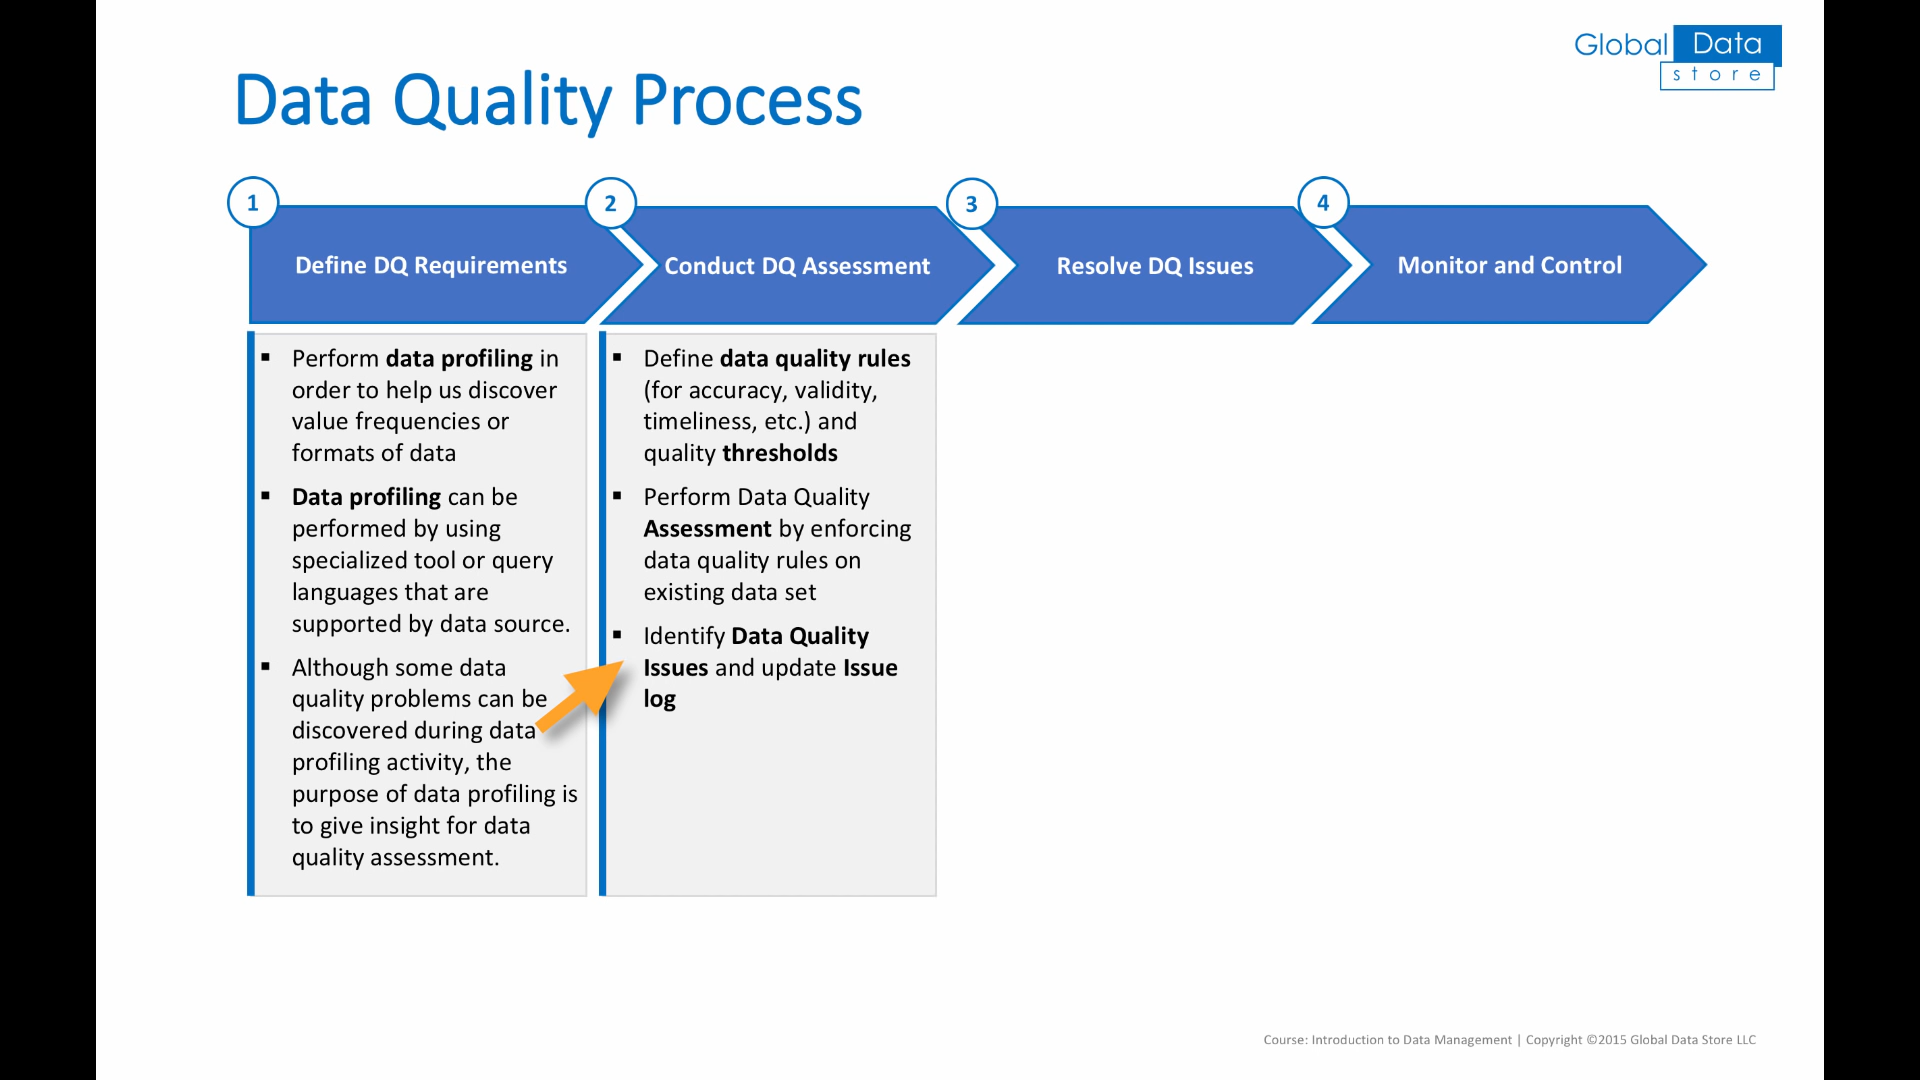 Global Data
store
Data Quality Process
1
2
3
4
Define DQ Requirements
Conduct DQ Assessment
Resolve DQ Issues
Monitor and Control
▪ Perform data profiling in
order to help us discover
value frequencies or
formats of data
▪ Data profiling can be
performed by using
specialized tool or query
languages that are
supported by data source.
▪ Although some data
quality problems can be
discovered during data
profiling activity, the
purpose of data profiling is
to give insight for data
quality assessment.
▪ Define data quality rules
(for accuracy, validity,
timeliness, etc.) and
quality thresholds
▪ Perform Data Quality
Assessment by enforcing
data quality rules on
existing data set
▪ Identify Data Quality
Issues and update Issue
log
Course: Introduction to Data Management | Copyright ©2015 Global Data Store LLC